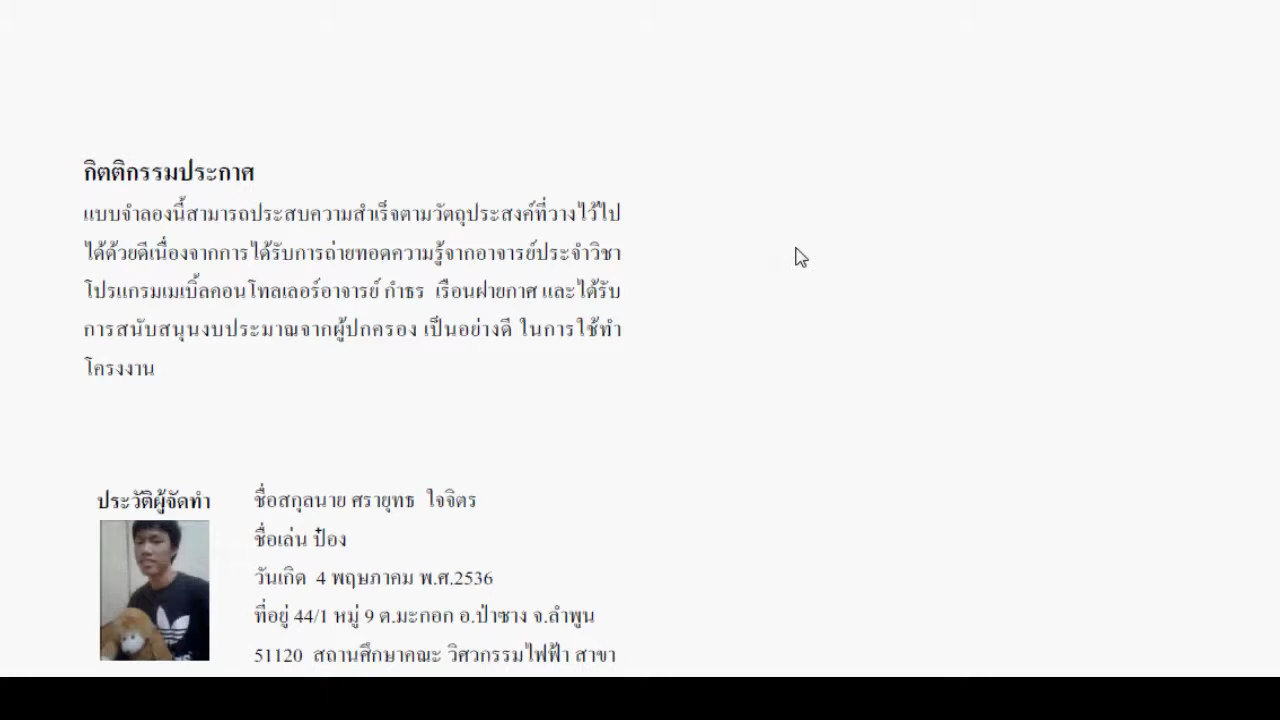 กิตติกรรมประกาศ
แบบจำลองนี้สามารถประสบความสำเร็จตามวัตถุประสงค์ที่วางไว้ไป
ได้ด้วยดีเนื่องจากการได้รับการถ่ายทอดความรู้จากอาจารย์ประจำวิชา
โปรแกรมเมเบิ้ลคอนโทลเลอร์อาจารย์ กำธร เรือนฝายกาศ และได้รับ
การสนับสนุนงบประมาณจากผู้ปกครอง เป็นอย่างดี ในการใช้ทำ
โครงงาน
ประวัติผู้จัดทำ
ชื่อสกุลนาย ศรายุทธ ใจจิตร
ชื่อเล่น ป๊อง
วันเกิด 4 พฤษภาคม พ.ศ.2536
ที่อยู่ 44/1 หมู่ 9 ต.มะกอก อ.ป่าซาง จ.ลำพูน
51120 สถานศึกษาคณะ วิศวกรรมไฟฟ้า สาขา